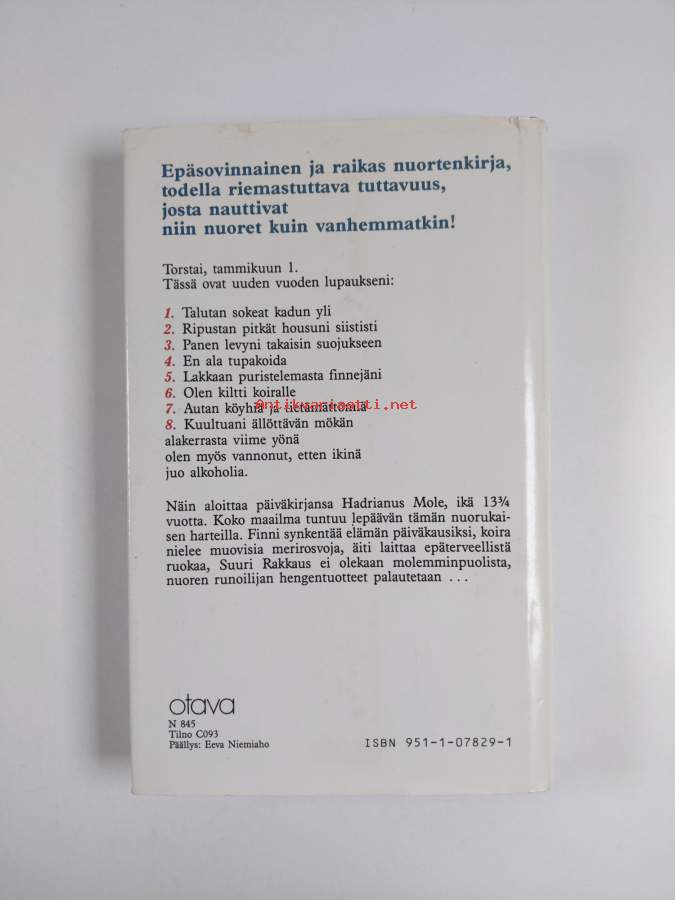 Epäsovinnainen ja raikas nuortenkirja,
todella riemastuttava tuttavuus,
josta nauttivat
niin nuoret kuin vanhemmatkin!
Torstai, tammikuun 1.
Tässä ovat uuden vuoden lupaukseni:
1. Talutan sokeat kadun yli
2. Ripustan pitkät housuni siististi
3. Panen levyni takaisin suojukseen
4. En ala tupakoida
5. Lakkaan puristelemasta finnejäni
6. Olen kiltti koiralle
7. Autan köyhiä ja tietämättömiä
Antikvariaatti.net
8. Kuultuani ällöttävän mökän
alakerrasta viime yönä
olen myös vannonut, etten ikinä
juo alkoholia.
Näin aloittaa päiväkirjansa Hadrianus Mole, ikä 13¾
vuotta. Koko maailma tuntuu lepäävän tämän nuorukai-
sen harteilla. Finni synkentää elämän päiväkausiksi, koira
nielee muovisia merirosvoja, äiti laittaa epäterveellistä
ruokaa, Suuri Rakkaus ei olekaan molemminpuolista,
nuoren runoilijan hengentuotteet palautetaan . . .
otava
N 845
Tilno C093
Päällys: Eeva Niemiaho
ISBN 951-1-07829-1